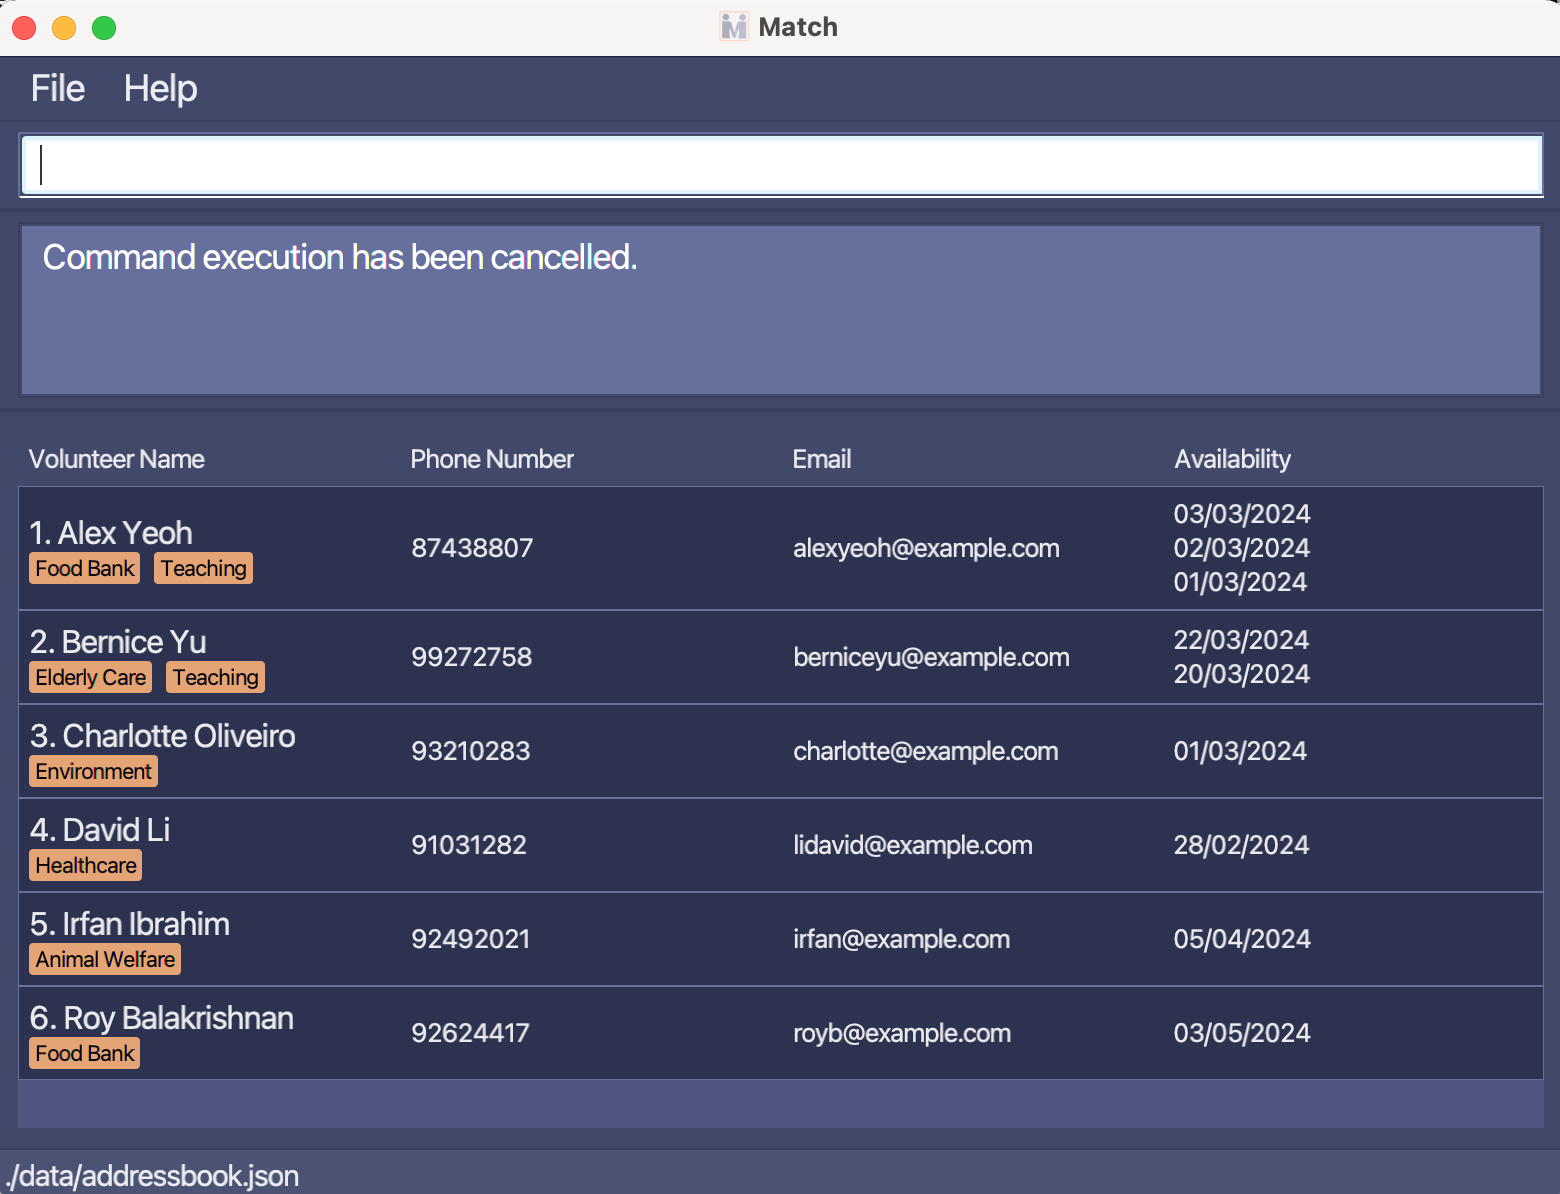 Match
File Help
Command execution has been cancelled.
Volunteer Name Phone Number Email Availability
1. Alex Yeoh
Food Bank Teaching
87438807
alexyeoh@example.com
03/03/2024
02/03/2024
01/03/2024
2. Bernice Yu
Elderly Care Teaching
99272758
berniceyu@example.com
22/03/2024
20/03/2024
3. Charlotte Oliveiro
Environment
93210283
charlotte@example.com
01/03/2024
4. David Li
Healthcare
91031282
lidavid@example.com
28/02/2024
5. Irfan Ibrahim
Animal Welfare
92492021
irfan@example.com
05/04/2024
6. Roy Balakrishnan
Food Bank
92624417
royb@example.com
03/05/2024
./data/addressbook.json